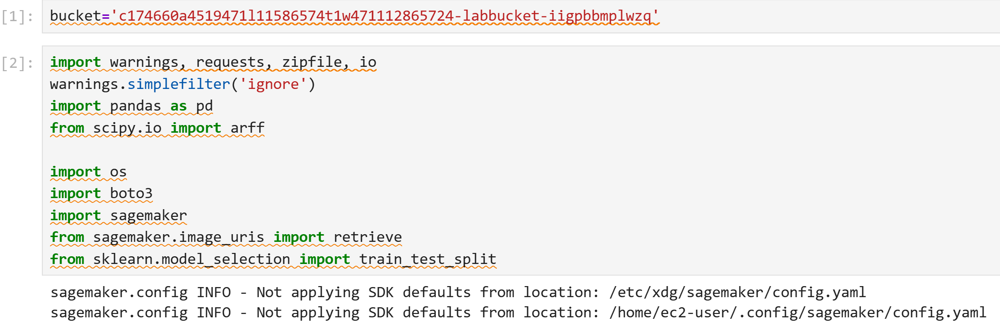 [1]: bucket='c174660a4519471l11586574t1w471112865724-labbucket-iigpbbmplwzq'
[2]: import warnings, requests, zipfile, io
warnings.simplefilter('ignore')
import pandas as pd
from scipy.io import arff
import os
import boto3
import sagemaker
from sagemaker.image_uris import retrieve
from sklearn.model_selection import train_test_split
sagemaker.config INFO - Not applying SDK defaults from location: /etc/xdg/sagemaker/config.yaml
sagemaker.config INFO - Not applying SDK defaults from location: /home/ec2-user/.config/sagemaker/config.yaml